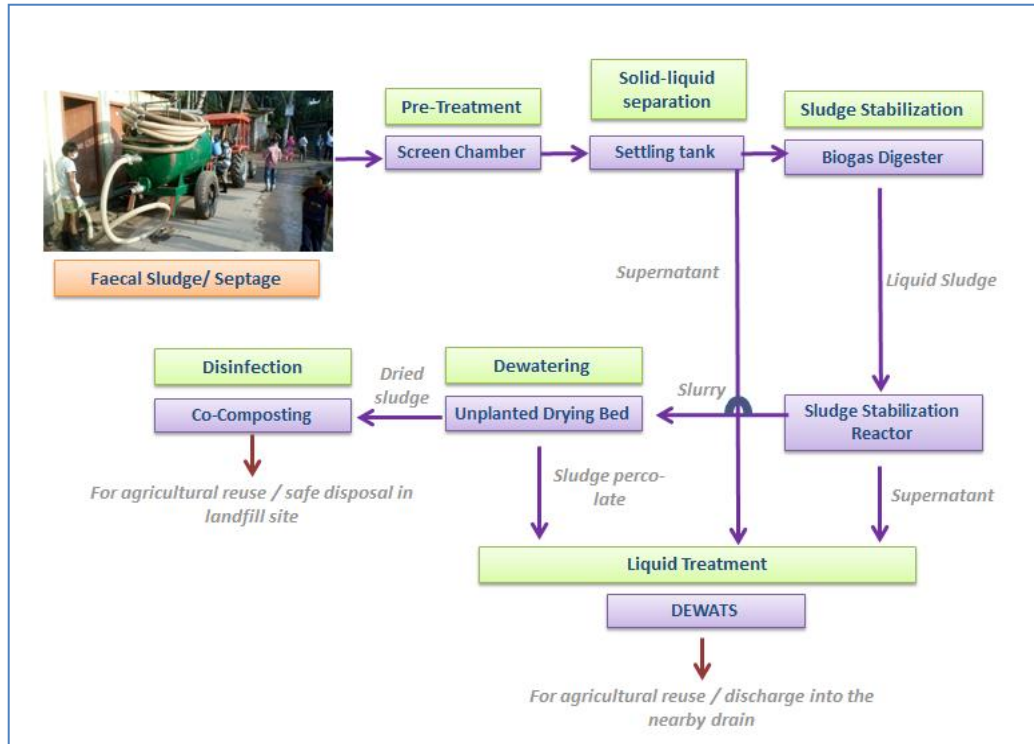 Solid-liquid
separation
Pre-Treatment
Sludge Stabilization
Screen Chamber
Settling tank
Biogas Digester
Faecal Sludge/ Septage
Supernatant
Liquid Sludge
Disinfection
Dewatering
Dried
sludge
Slurry
Co-Composting
Unplanted Drying Bed
Sludge Stabilization
Reactor
For agricultural reuse / safe disposal in
landfill site
Sludge perco-
late
Supernatant
Liquid Treatment
DEWATS
For agricultural reuse / discharge into the
nearby drain